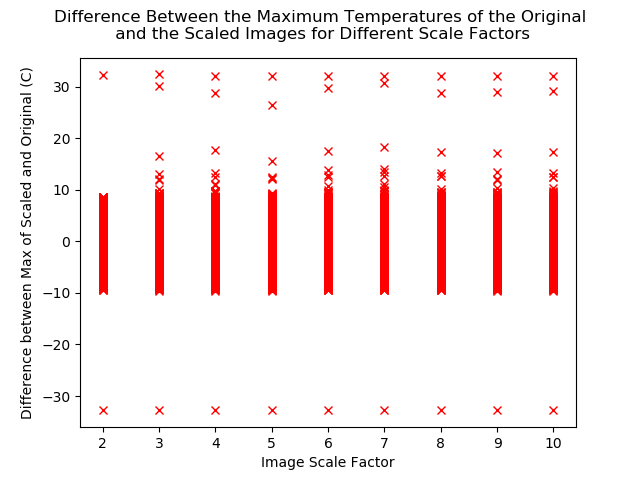 Difference Between the Maximum Temperatures of the Original
and the Scaled Images for Different Scale Factors
Difference between Max of Scaled and Original (C)
30
20
10
0
−10
−20
−30
2 3 4 5 6 7 8 9 10
Image Scale Factor